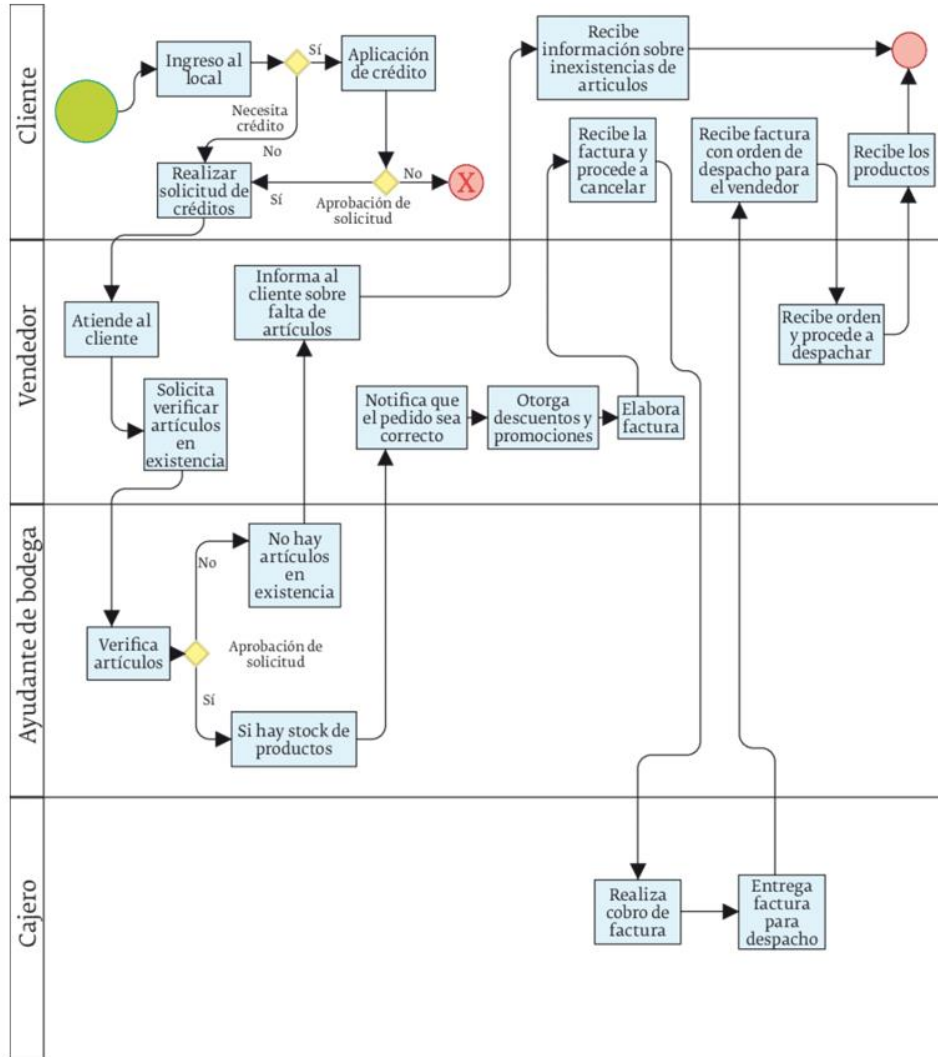 Cliente
Ingreso al
local
Sí
Aplicación
de crédito
Necesita
crédito
No
Realizar
solicitud de
créditos
Sí
No
X
Aprobación de
solicitud
Recibe
información sobre
inexistencias de
articulos
Recibe la
factura y
procede a
cancelar
Recibe factura
con orden de
despacho para
el vendedor
Recibe los
productos
Vendedor
Atiende al
cliente
Solicita
verificar
artículos
en
existencia
Informa al
cliente sobre
falta de
artículos
Notifica que
el pedido sea
correcto
Otorga
descuentos y
promociones
Elabora
factura
Recibe orden
y procede a
despachar
Ayudante de bodega
Verifica
artículos
No
No hay
artículos
en
existencia
Aprobación de
solicitud
Sí
Si hay stock de
productos
Cajero
Realiza
cobro de
factura
Entrega
factura
para
despacho